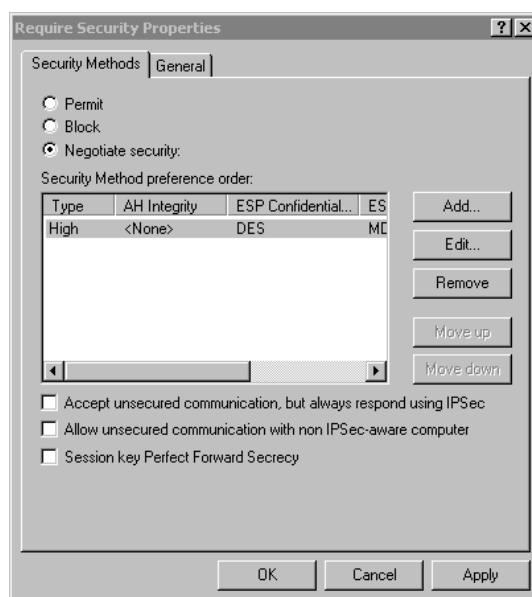 Require Security Properties
Security Methods General
Permit
Block
Negotiate security:
Security Method preference order:
Type AH Integrity ESP Confidential... ES
High <None> DES MD
Add...
Edit...
Remove
Move up
Move down
Accept unsecured communication, but always respond using IPSec
Allow unsecured communication with non IPSec-aware computer
Session key Perfect Forward Secrecy
OK Cancel Apply